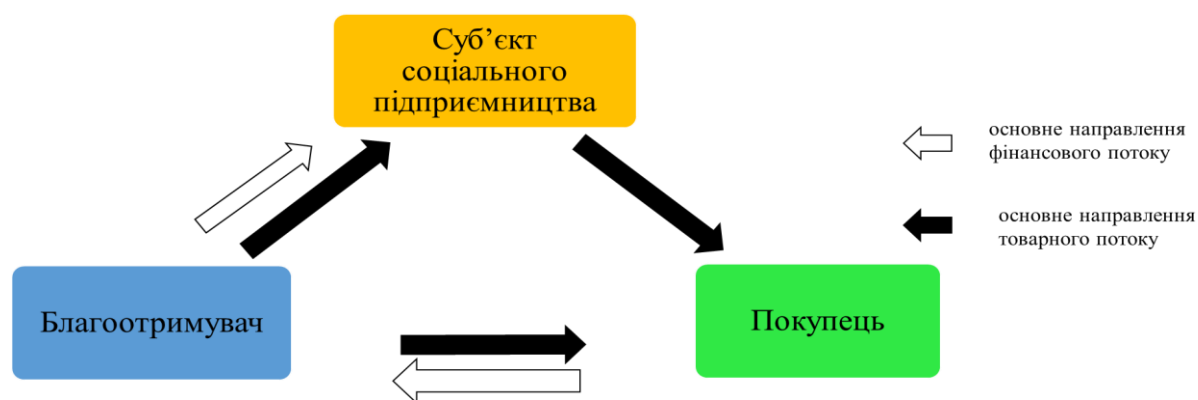 Суб’єкт
соціального
підприємництва
основне направлення
фінансового потоку
основне направлення
товарного потоку
Благоотримувач
Покупець